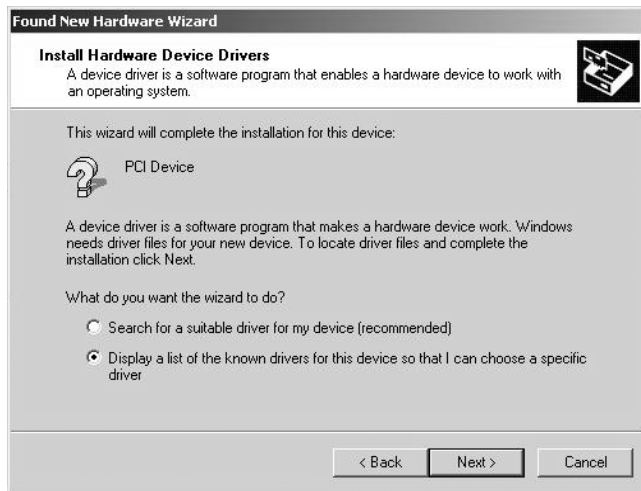 Found New Hardware Wizard
Install Hardware Device Drivers
A device driver is a software program that enables a hardware device to work with
an operating system.
This wizard will complete the installation for this device:
PCI Device
A device driver is a software program that makes a hardware device work. Windows
needs driver files for your new device. To locate driver files and complete the
installation click Next.
What do you want the wizard to do?
Search for a suitable driver for my device (recommended)
Display a list of the known drivers for this device so that I can choose a specific
driver
< Back Next > Cancel